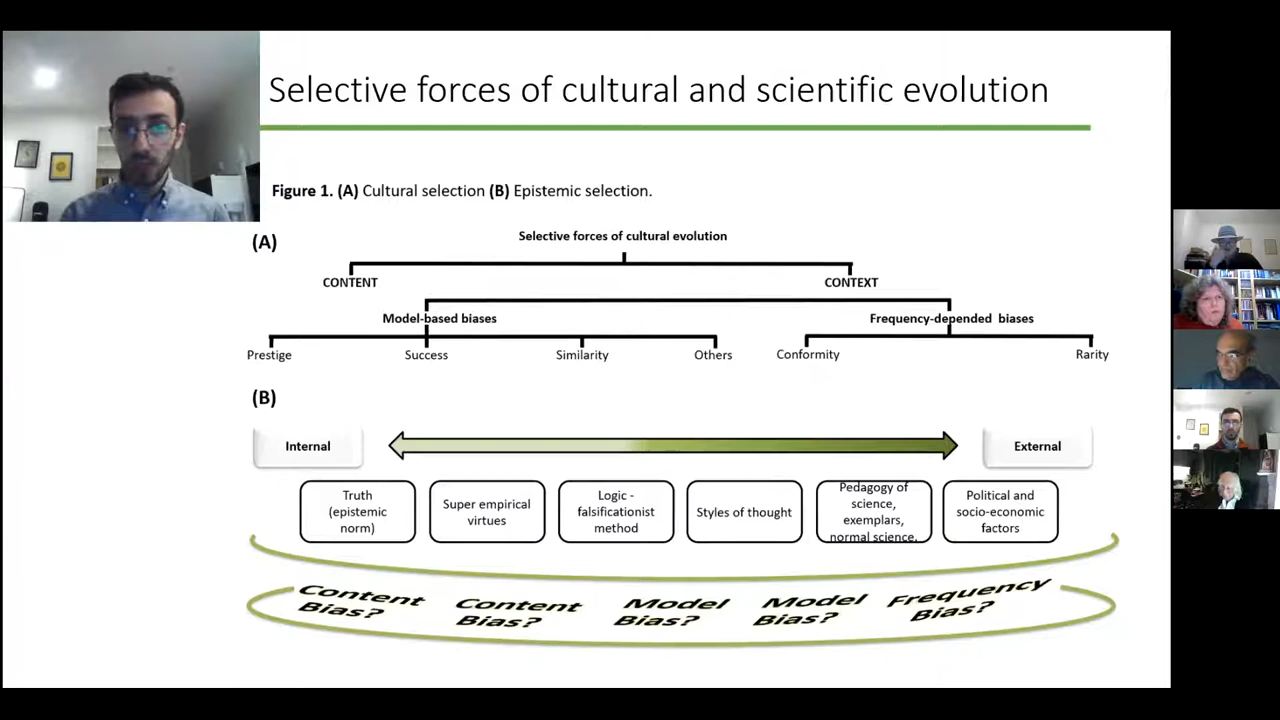 Selective forces of cultural and scientific evolution
Figure 1. (A) Cultural selection (B) Epistemic selection.
(A)
Selective forces of cultural evolution
CONTENT
CONTEXT
Model-based biases
Frequency-depended biases
Prestige
Success
Similarity
Others
Conformity
Rarity
(B)
Internal
External
Truth
(epistemic
norm)
Super empirical
virtues
Logic -
falsificationist
method
Styles of thought
Pedagogy of
science,
exemplars,
normal science.
Political and
socio-economic
factors
Content
Bias?
Content
Bias?
Model
Bias?
Model
Bias?
Frequency
Bias?